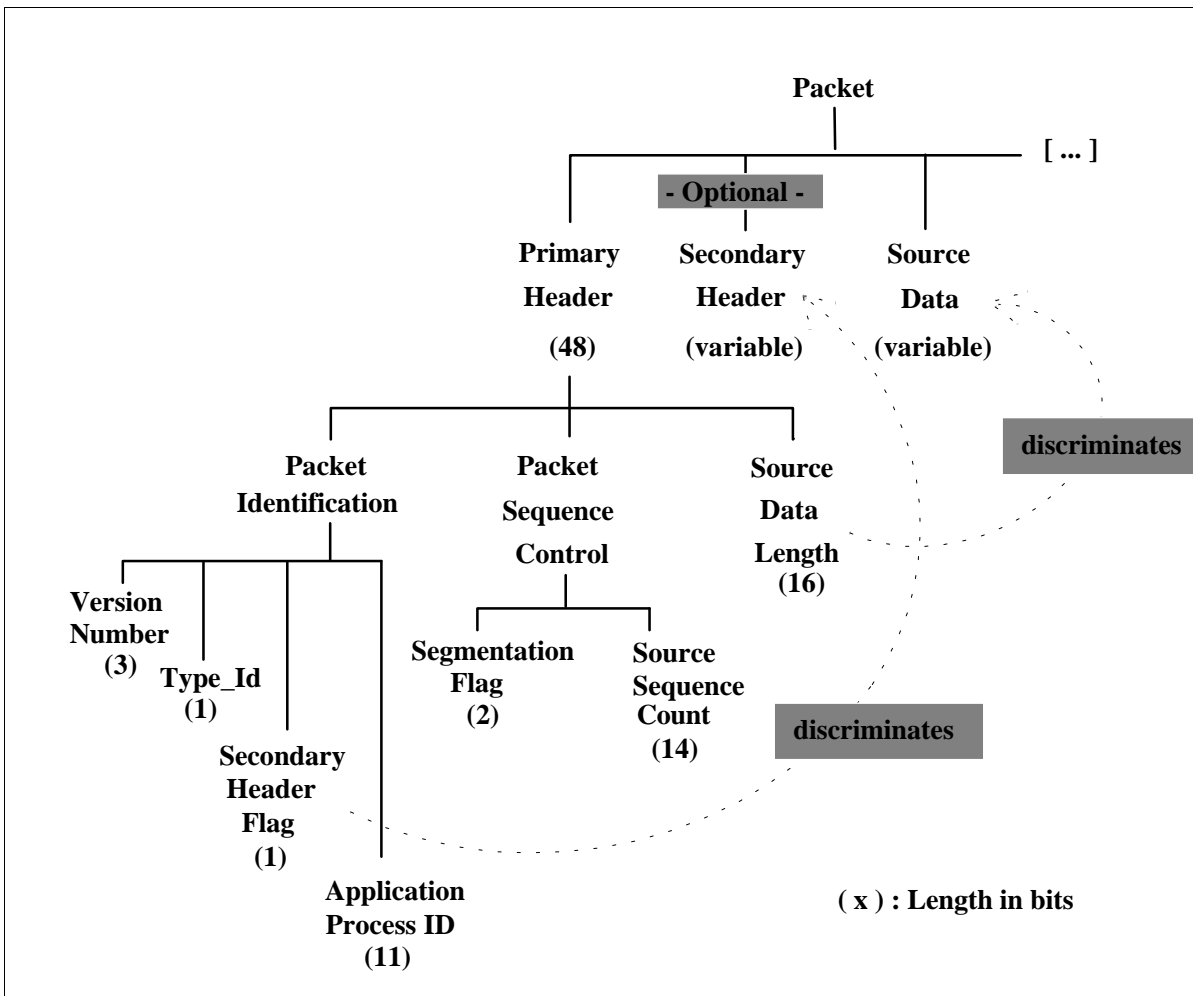 Packet
[ ... ]
- Optional -
Primary
Header
(48)
Secondary
Header
(variable)
Source
Data
(variable)
discriminates
Packet
Identification
Packet
Sequence
Control
Source
Data
Length
(16)
Version
Number
(3)
Type_Id
(1)
Secondary
Header
Flag
(1)
Application
Process ID
(11)
Segmentation
Flag
(2)
Source
Sequence
Count
(14)
discriminates
( x ) : Length in bits